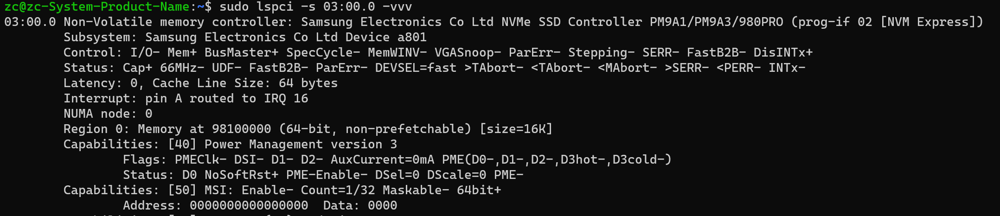 zc@zc-System-Product-Name:~$ sudo lspci -s 03:00.0 -vvv
03:00.0 Non-Volatile memory controller: Samsung Electronics Co Ltd NVMe SSD Controller PM9A1/PM9A3/980PRO (prog-if 02 [NVM Express])
Subsystem: Samsung Electronics Co Ltd Device a801
Control: I/O- Mem+ BusMaster+ SpecCycle- MemWINV- VGASnoop- ParErr- Stepping- SERR- FastB2B- DisINTx+
Status: Cap+ 66MHz- UDF- FastB2B- ParErr- DEVSEL=fast >TAbort- <TAbort- <MAbort- >SERR- <PERR- INTx-
Latency: 0, Cache Line Size: 64 bytes
Interrupt: pin A routed to IRQ 16
NUMA node: 0
Region 0: Memory at 98100000 (64-bit, non-prefetchable) [size=16K]
Capabilities: [40] Power Management version 3
Flags: PMEClk- DSI- D1- D2- AuxCurrent=0mA PME(D0-,D1-,D2-,D3hot-,D3cold-)
Status: D0 NoSoftRst+ PME-Enable- DSel=0 DScale=0 PME-
Capabilities: [50] MSI: Enable- Count=1/32 Maskable- 64bit+
Address: 0000000000000000  Data: 0000